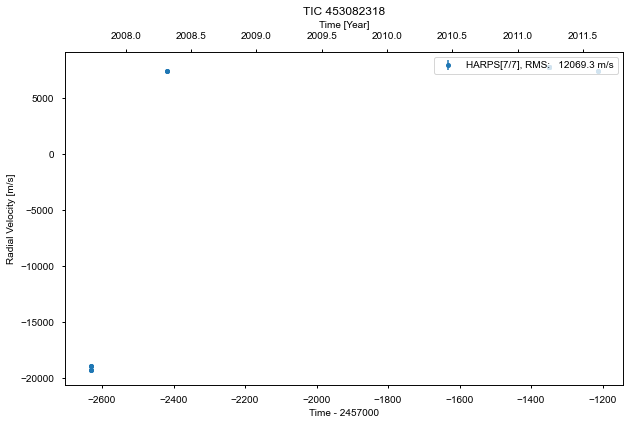 TIC 453082318
Time [Year]
2008.0 2008.5 2009.0 2009.5 2010.0 2010.5 2011.0 2011.5
HARPS[7/7], RMS: 12069.3 m/s
Radial Velocity [m/s]
5000
0
−5000
−10000
−15000
−20000
−2600 −2400 −2200 −2000 −1800 −1600 −1400 −1200
Time - 2457000